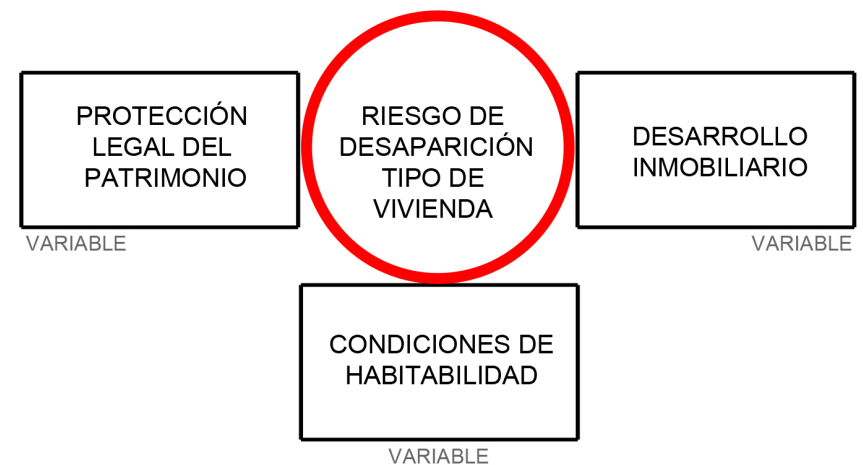 PROTECCIÓN
LEGAL DEL
PATRIMONIO
VARIABLE
RIESGO DE
DESAPARICIÓN
TIPO DE
VIVIENDA
DESARROLLO
INMOBILIARIO
VARIABLE
CONDICIONES DE
HABITABILIDAD
VARIABLE